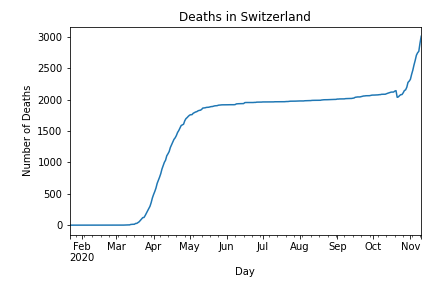 Deaths in Switzerland
3000
2500
2000
1500
1000
500
0
Number of Deaths
Feb Mar Apr May Jun Jul Aug Sep Oct Nov
2020
Day